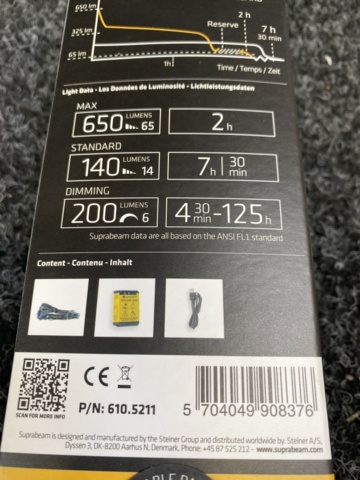 650 lm
2 h
Reserve
7 h
30 min
325 lm
65 lm
1h
Time / Temps / Zeit
Light Data - Les Données de Luminosité - Lichtleistungsdaten
MAX
650 LUMENS 65
2 h
STANDARD
140 LUMENS 14
7 h 30 min
DIMMING
200 LUMENS 6
4 30 min -125 h
Suprabeam data are all based on the ANSI FL1 standard
Content - Contenu - Inhalt
SCAN FOR MORE INFO
CE
P/N: 610.5211
5 704049 908376
Suprabeam is designed and manufactured by the Steiner Group and distributed worldwide by: Steiner A/S,
Dyssen 3, DK-8200 Aarhus N, Denmark, Phone: +45 87 525 212 - www.suprabeam.com